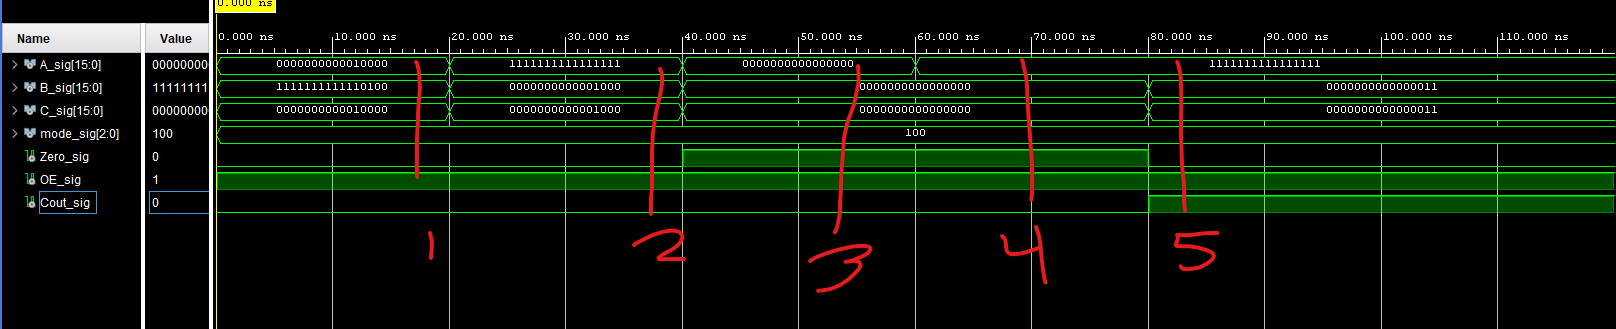 0.000 ns
Name Value 0.000 ns 10.000 ns 20.000 ns 30.000 ns 40.000 ns 50.000 ns 60.000 ns 70.000 ns 80.000 ns 90.000 ns 100.000 ns 110.000 ns
A_sig[15:0] 000000000 0000000000010000 1111111111111111 0000000000000000 1111111111111111
B_sig[15:0] 11111111 1111111111110100 0000000000001000 0000000000000000 0000000000000011
C_sig[15:0] 000000000 0000000000010000 0000000000001000 0000000000000000 0000000000000011
mode_sig[2:0] 100 100
Zero_sig 0
OE_sig 1
Cout_sig 0
1 2 3 4 5